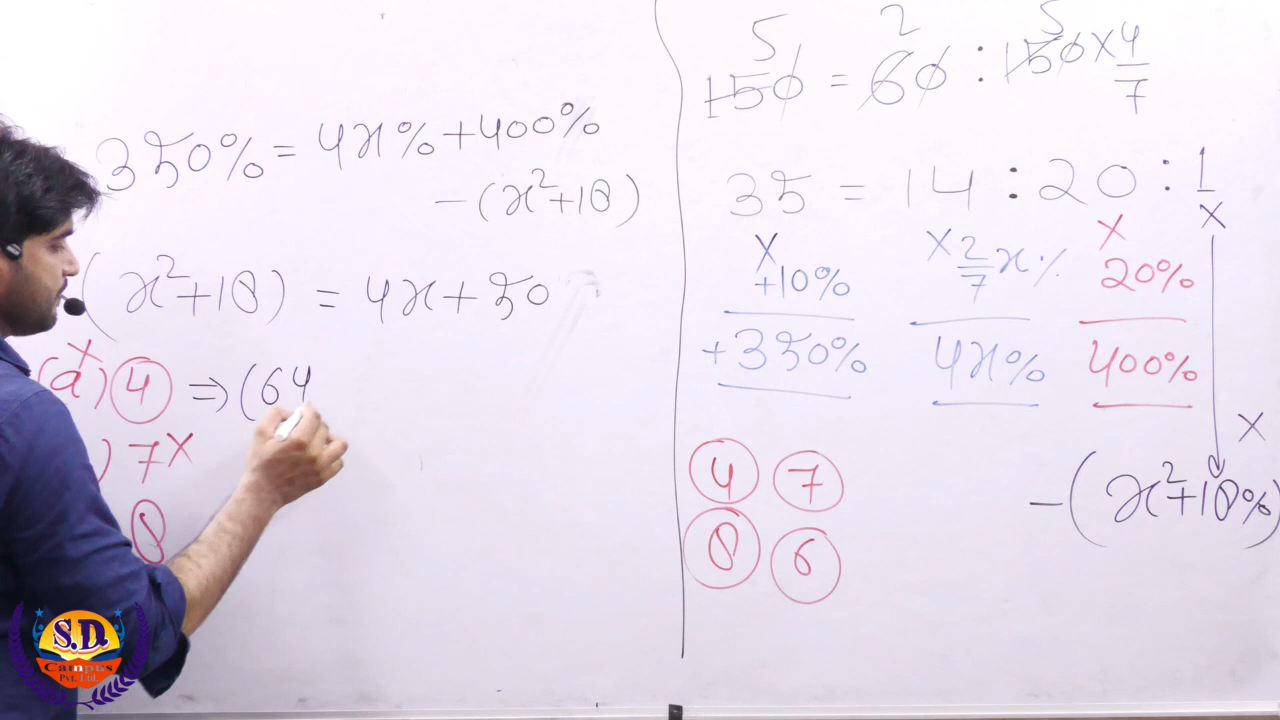 350% = 4x% + 400%
- (x²+18)
(x²+18) = 4x + 50
(a) 4 ⇒ (64
) 7 x
8
5 2 5
150 = 60 : 150 x 4/7
35 = 14 : 20 : 1
x x 2/7 x% x x
+10% 20%
+350% 4x% 400%
x
4 7
- (x²+18%)
8 6
S.D.
Campus
Pvt. Ltd.